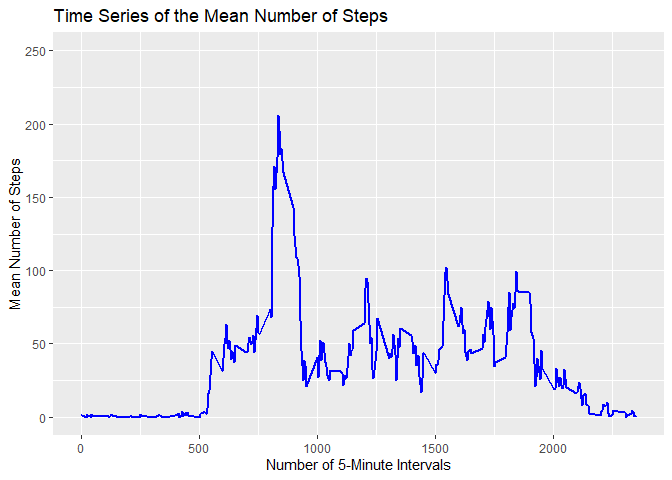 Time Series of the Mean Number of Steps
250
200
150
100
50
0
Mean Number of Steps
0 500 1000 1500 2000
Number of 5-Minute Intervals